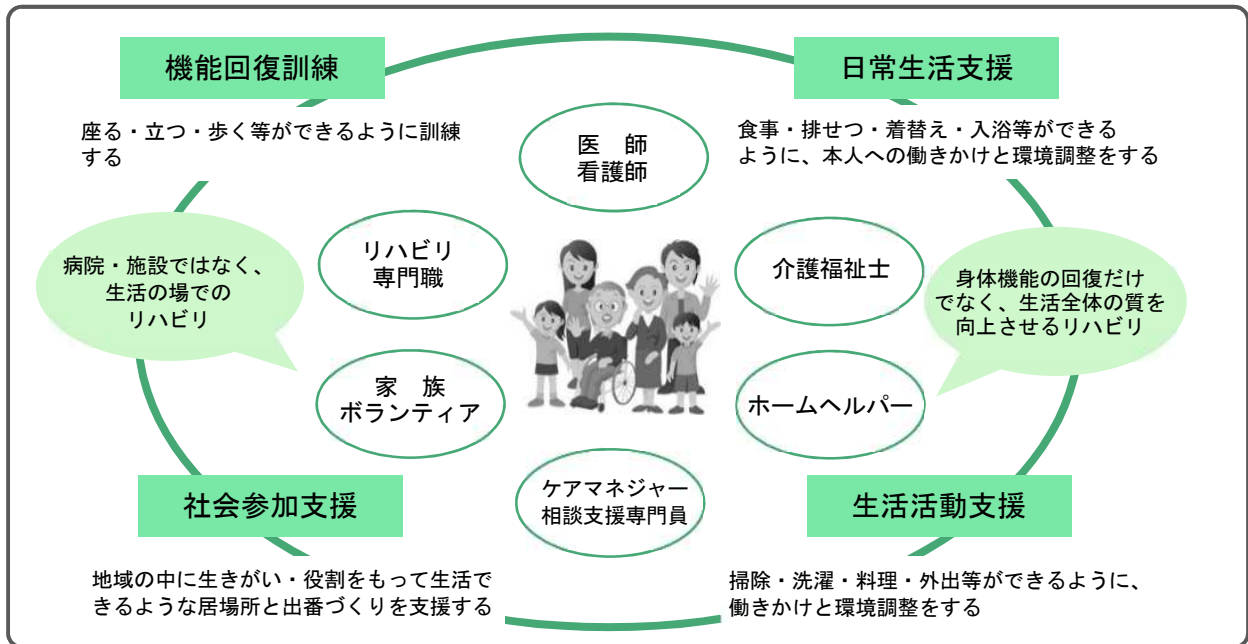 機能回復訓練
座る・立つ・歩く等ができるように訓練
する
日常生活支援
食事・排せつ・着替え・入浴等ができる
ように、本人への働きかけと環境調整をする
医　師
看護師
リハビリ
専門職
介護福祉士
病院・施設ではなく、
生活の場での
リハビリ
身体機能の回復だけ
でなく、生活全体の質を
向上させるリハビリ
家　族
ボランティア
ホームヘルパー
ケアマネジャー
相談支援専門員
社会参加支援
地域の中に生きがい・役割をもって生活で
きるような居場所と出番づくりを支援する
生活活動支援
掃除・洗濯・料理・外出等ができるように、
働きかけと環境調整をする